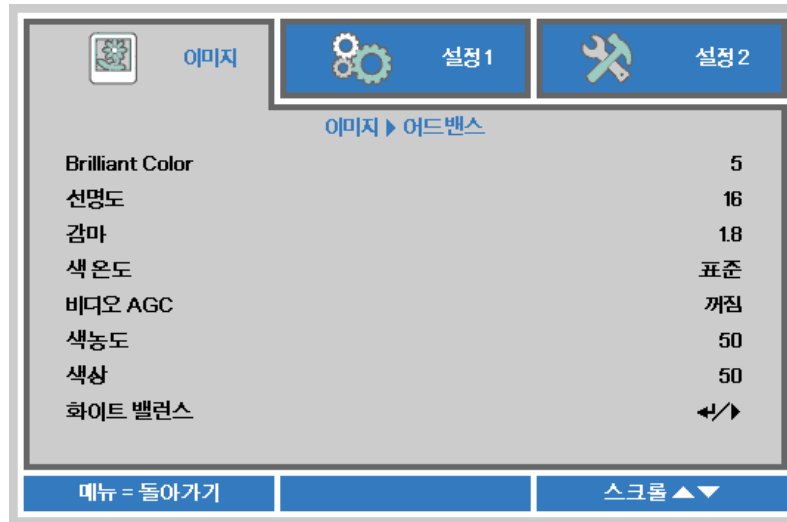 이미지 설정 1 설정 2
이미지 ▶ 어드밴스
Brilliant Color 5
선명도 16
감마 1.8
색 온도 표준
비디오 AGC 꺼짐
색농도 50
색상 50
화이트 밸런스 ↵/▶
메뉴 = 돌아가기 스크롤 ▲▼